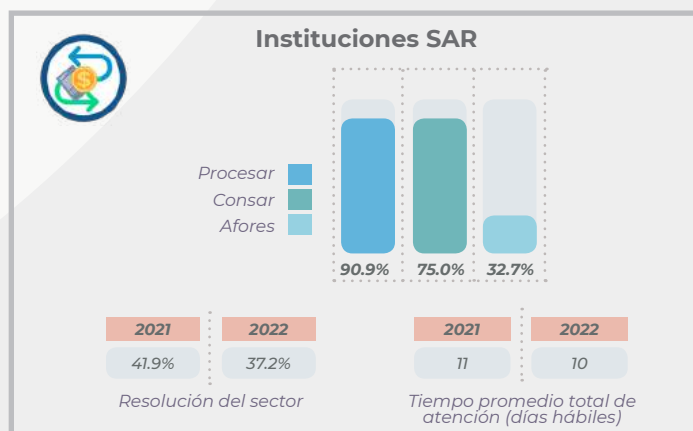 Instituciones SAR
Procesar
Consar
Afores
90.9% 75.0% 32.7%
2021 2022
41.9% 37.2%
Resolución del sector
2021 2022
11 10
Tiempo promedio total de
atención (días hábiles)